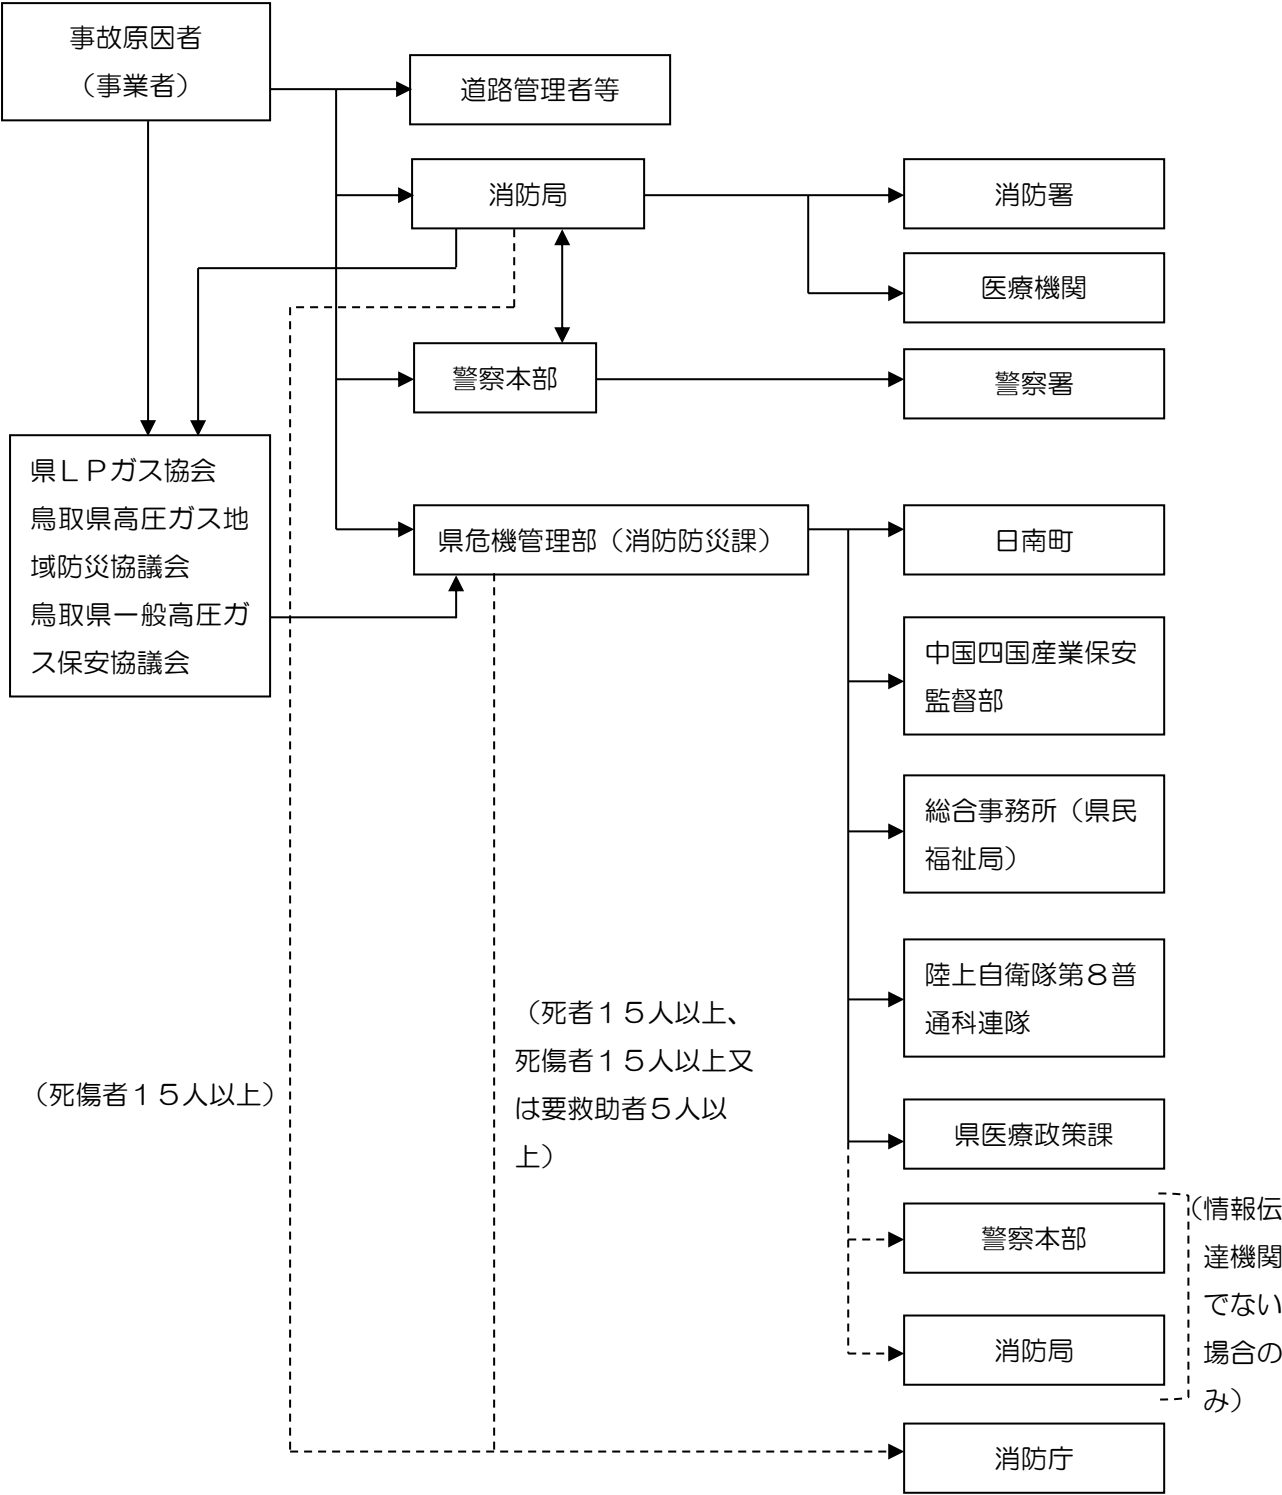 事故原因者
（事業者）
道路管理者等
消防局
消防署
医療機関
警察本部
警察署
県ＬＰガス協会
鳥取県高圧ガス地
域防災協議会
鳥取県一般高圧ガ
ス保安協議会
県危機管理部（消防防災課）
日南町
中国四国産業保安
監督部
総合事務所（県民
福祉局）
陸上自衛隊第８普
通科連隊
（死者１５人以上、
死傷者１５人以上又
は要救助者５人以
上）
（死傷者１５人以上）
県医療政策課
警察本部
消防局
（情報伝
達機関
でない
場合の
み）
消防庁